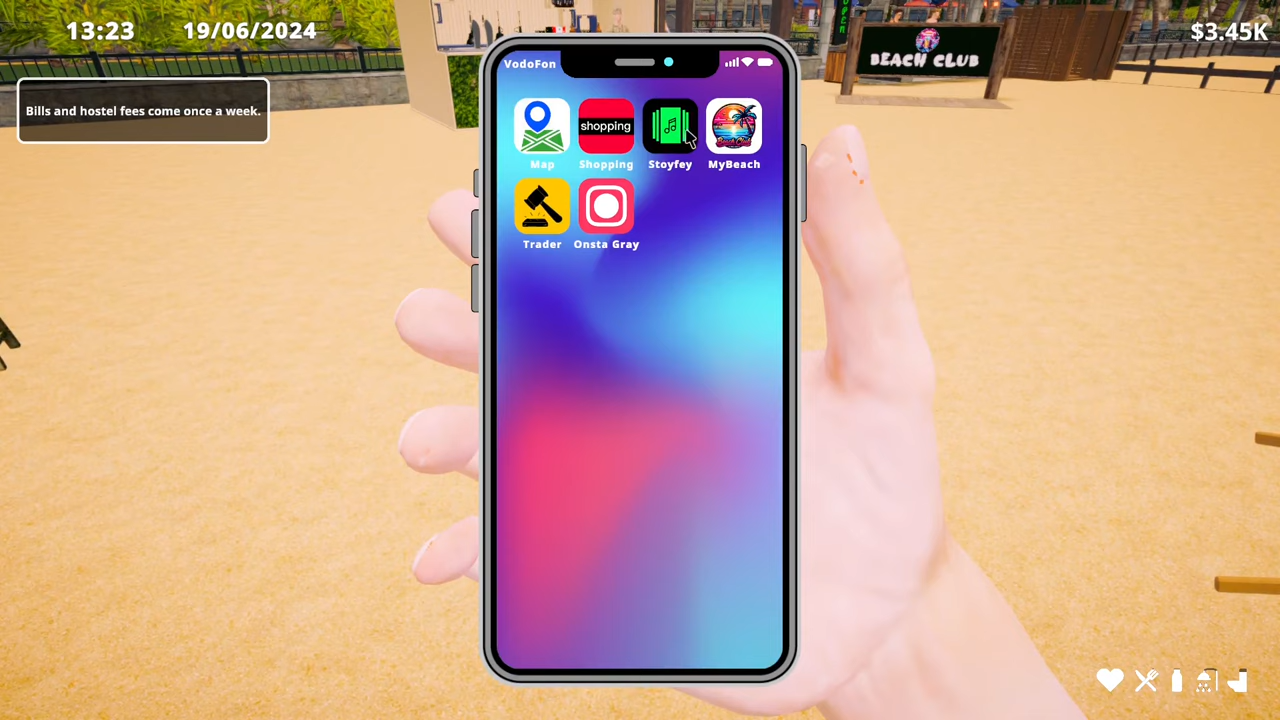 13:23 19/06/2024
$3.45K
BEACH CLUB
Bills and hostel fees come once a week.
VodoFon
shopping
Map Shopping Stoyfey MyBeach
Trader Onsta Gray